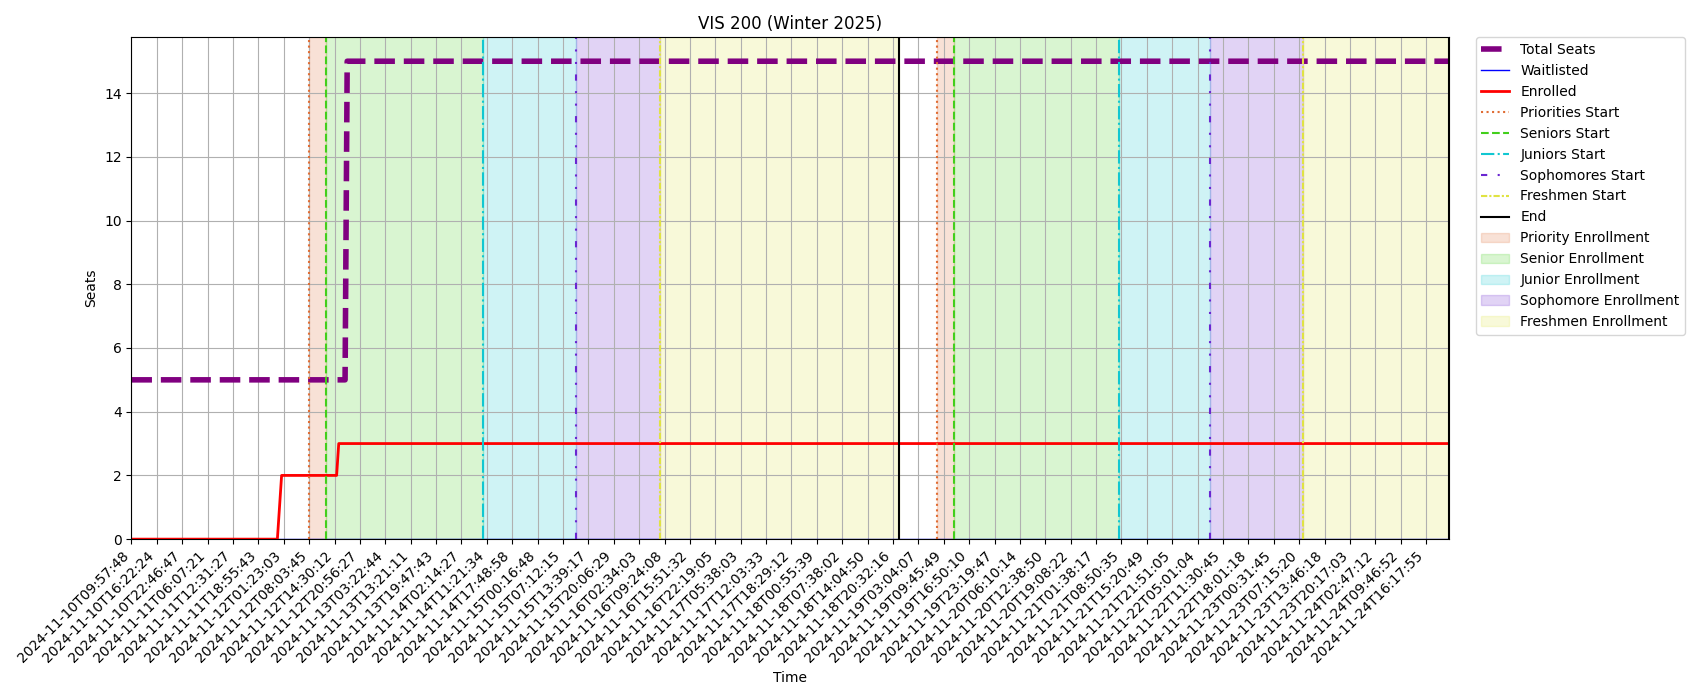 VIS 200 (Winter 2025)
Seats
14
12
10
8
6
4
2
0
2024-11-10T09:57:48
2024-11-10T16:22:24
2024-11-10T22:46:47
2024-11-11T06:07:21
2024-11-11T12:31:27
2024-11-11T18:55:43
2024-11-12T01:23:03
2024-11-12T08:03:45
2024-11-12T14:30:12
2024-11-12T20:56:27
2024-11-13T03:22:44
2024-11-13T13:21:11
2024-11-13T19:47:43
2024-11-14T02:14:27
2024-11-14T11:21:34
2024-11-14T17:48:58
2024-11-15T00:16:48
2024-11-15T07:12:15
2024-11-15T13:39:17
2024-11-15T20:06:29
2024-11-16T02:34:03
2024-11-16T09:24:08
2024-11-16T15:51:32
2024-11-16T22:19:05
2024-11-17T05:38:03
2024-11-17T12:03:33
2024-11-17T18:29:12
2024-11-18T00:55:39
2024-11-18T07:38:02
2024-11-18T14:04:50
2024-11-18T20:32:16
2024-11-19T03:04:07
2024-11-19T09:45:49
2024-11-19T16:50:10
2024-11-19T23:19:47
2024-11-20T06:10:14
2024-11-20T12:38:50
2024-11-20T19:08:22
2024-11-21T01:38:17
2024-11-21T08:50:35
2024-11-21T15:20:49
2024-11-21T21:51:05
2024-11-22T05:01:04
2024-11-22T11:30:45
2024-11-22T18:01:18
2024-11-23T00:31:45
2024-11-23T07:15:20
2024-11-23T13:46:18
2024-11-23T20:17:03
2024-11-24T02:47:12
2024-11-24T09:46:52
2024-11-24T16:17:55
Time
Total Seats
Waitlisted
Enrolled
Priorities Start
Seniors Start
Juniors Start
Sophomores Start
Freshmen Start
End
Priority Enrollment
Senior Enrollment
Junior Enrollment
Sophomore Enrollment
Freshmen Enrollment